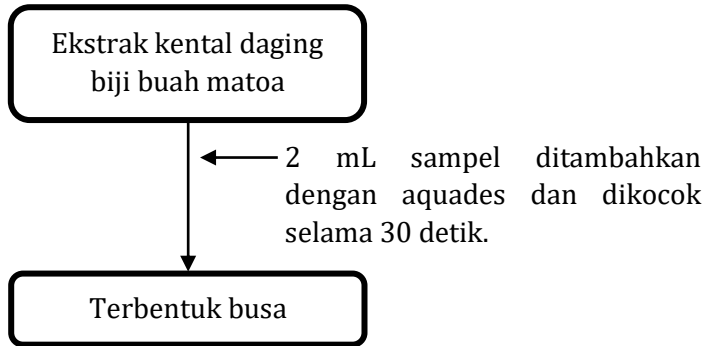 Ekstrak kental daging
biji buah matoa
2 mL sampel ditambahkan
dengan aquades dan dikocok
selama 30 detik.
Terbentuk busa